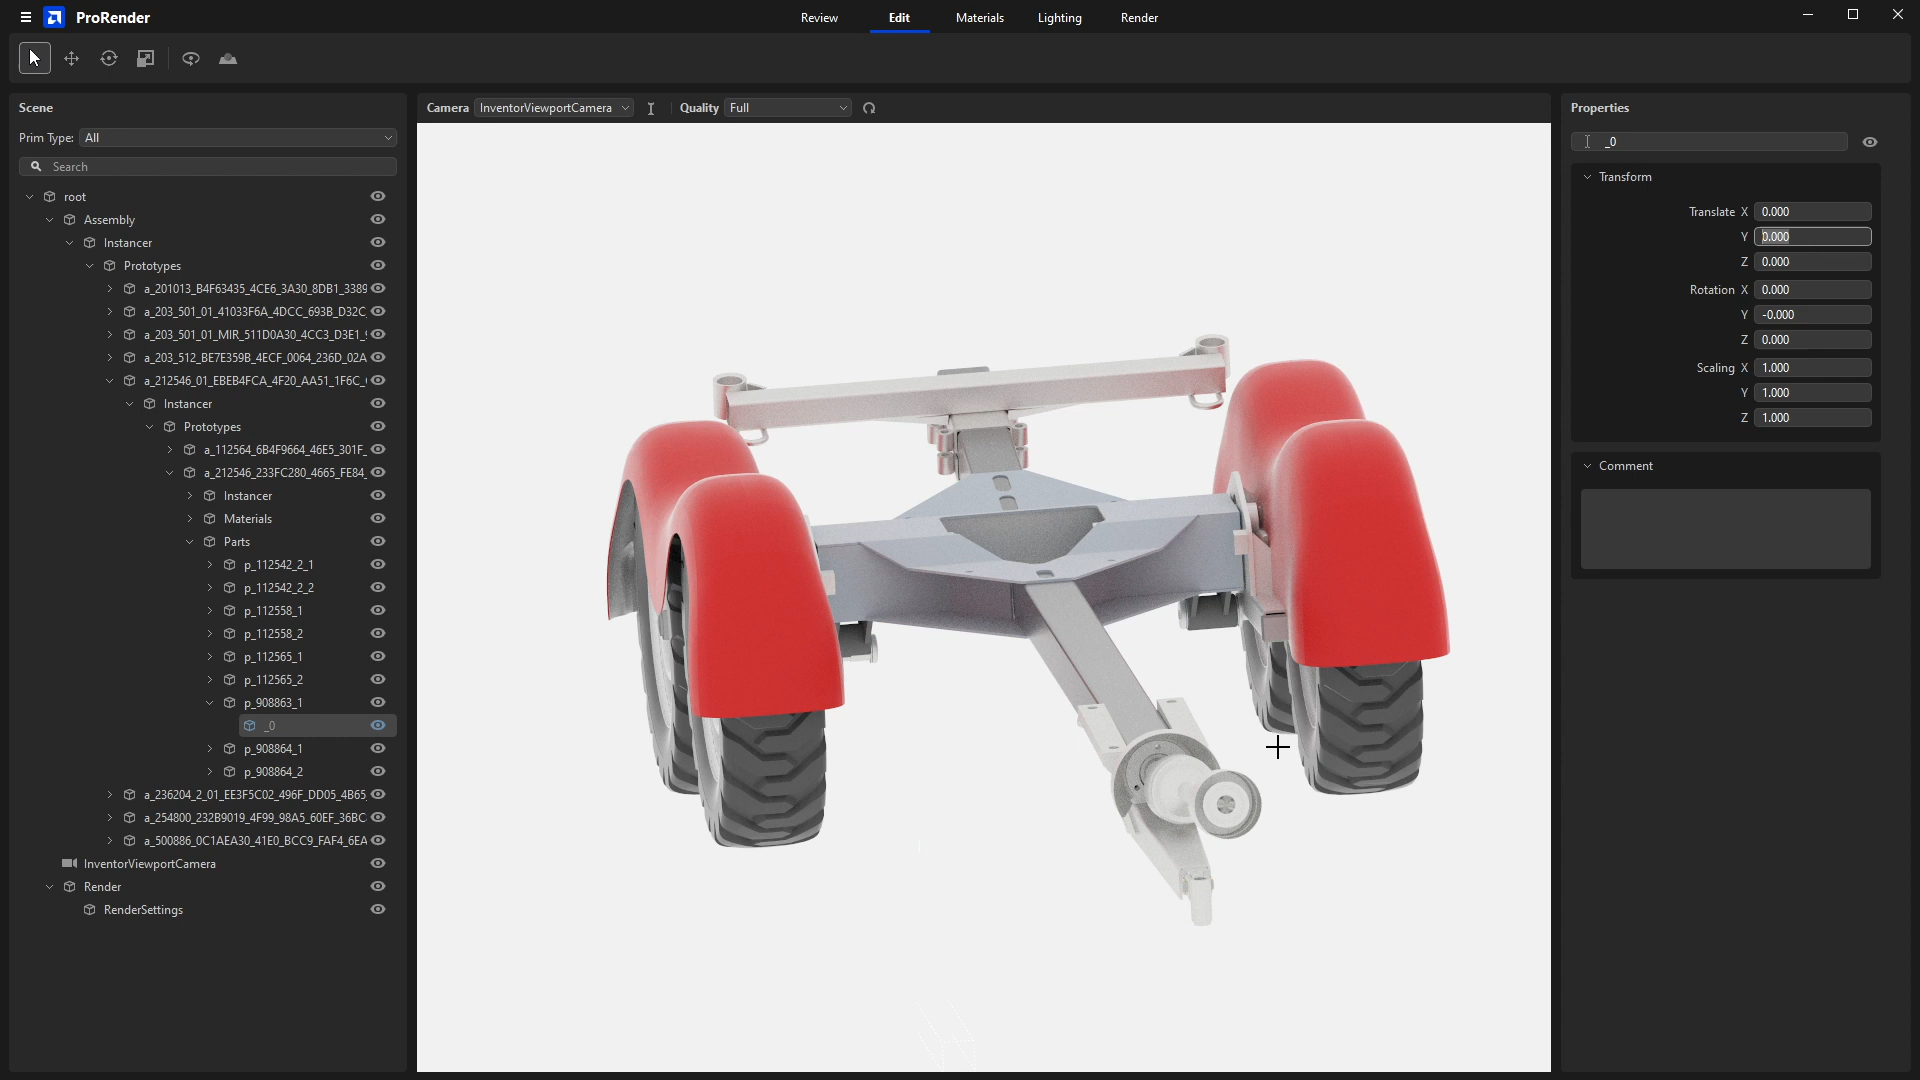 ProRender
Review
Edit
Materials
Lighting
Render
Scene
Prim Type: All
Search
root
Assembly
Instancer
Prototypes
a_201013_B4F63435_4CE6_3A30_8DB1_3389
a_203_501_01_41033F6A_4DCC_693B_D32C_
a_203_501_01_MIR_511D0A30_4CC3_D3E1_
a_203_512_BE7E359B_4ECF_0064_236D_02A
a_212546_01_EBEB4FCA_4F20_AA51_1F6C_
Instancer
Prototypes
a_112564_6B4F9664_46E5_301F_
a_212546_233FC280_4665_FE84_
Instancer
Materials
Parts
p_112542_2_1
p_112542_2_2
p_112558_1
p_112558_2
p_112565_1
p_112565_2
p_908863_1
_0
p_908864_1
p_908864_2
a_236204_2_01_EE3F5C02_496F_DD05_4B65_
a_254800_232B9019_4F99_98A5_60EF_36BC
a_500886_0C1AEA30_41E0_BCC9_FAF4_6EA
InventorViewportCamera
Render
RenderSettings
Camera InventorViewportCamera Quality Full
Properties
_0
Transform
Translate X 0.000
Y 0.000
Z 0.000
Rotation X 0.000
Y -0.000
Z 0.000
Scaling X 1.000
Y 1.000
Z 1.000
Comment